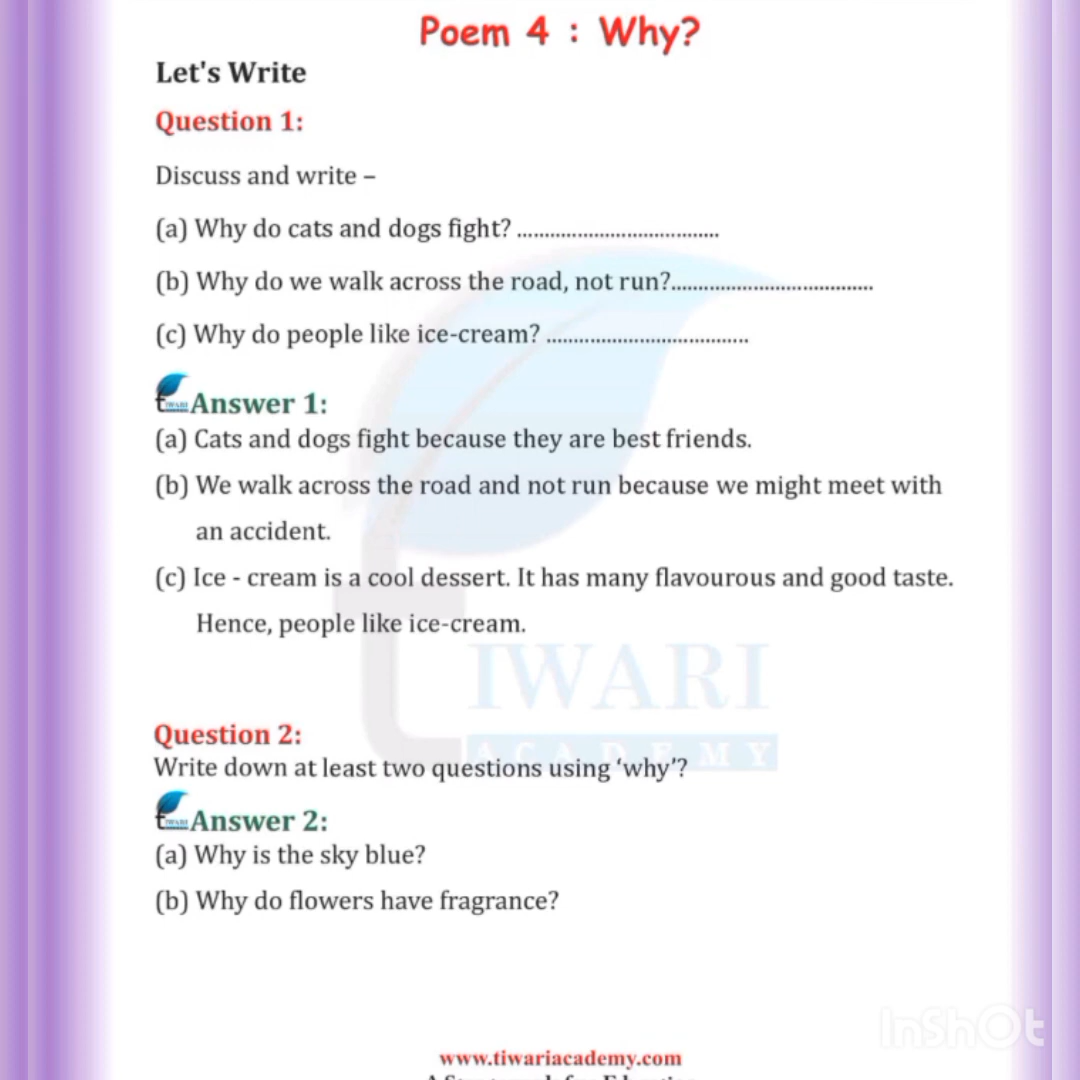 Poem 4 : Why?
Let's Write
Question 1:
Discuss and write –
(a) Why do cats and dogs fight? .....................................
(b) Why do we walk across the road, not run?.....................................
(c) Why do people like ice-cream? .....................................
tIWARI Answer 1:
(a) Cats and dogs fight because they are best friends.
(b) We walk across the road and not run because we might meet with
an accident.
(c) Ice - cream is a cool dessert. It has many flavourous and good taste.
Hence, people like ice-cream.
IWARI
ACADEMY
Question 2:
Write down at least two questions using ‘why’?
tIWARI Answer 2:
(a) Why is the sky blue?
(b) Why do flowers have fragrance?
InShOt
www.tiwariacademy.com